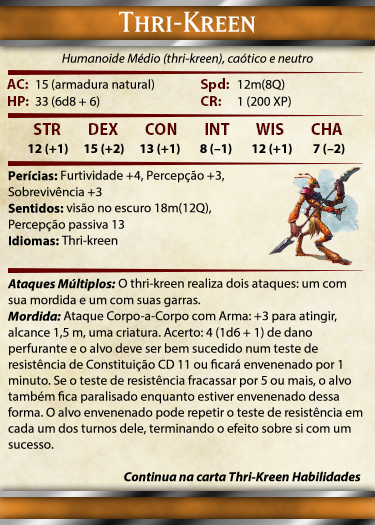 THRI-KREEN
Humanoide Médio (thri-kreen), caótico e neutro
AC: 15 (armadura natural) Spd: 12m(8Q)
HP: 33 (6d8 + 6) CR: 1 (200 XP)
STR DEX CON INT WIS CHA
12 (+1) 15 (+2) 13 (+1) 8 (–1) 12 (+1) 7 (–2)
Perícias: Furtividade +4, Percepção +3,
Sobrevivência +3
Sentidos: visão no escuro 18m(12Q),
Percepção passiva 13
Idiomas: Thri-kreen
Ataques Múltiplos: O thri-kreen realiza dois ataques: um com
sua mordida e um com suas garras.
Mordida: Ataque Corpo-a-Corpo com Arma: +3 para atingir,
alcance 1,5 m, uma criatura. Acerto: 4 (1d6 + 1) de dano
perfurante e o alvo deve ser bem sucedido num teste de
resistência de Constituição CD 11 ou ficará envenenado por 1
minuto. Se o teste de resistência fracassar por 5 ou mais, o alvo
também fica paralisado enquanto estiver envenenado dessa
forma. O alvo envenenado pode repetir o teste de resistência em
cada um dos turnos dele, terminando o efeito sobre si com um
sucesso.
Continua na carta Thri-Kreen Habilidades